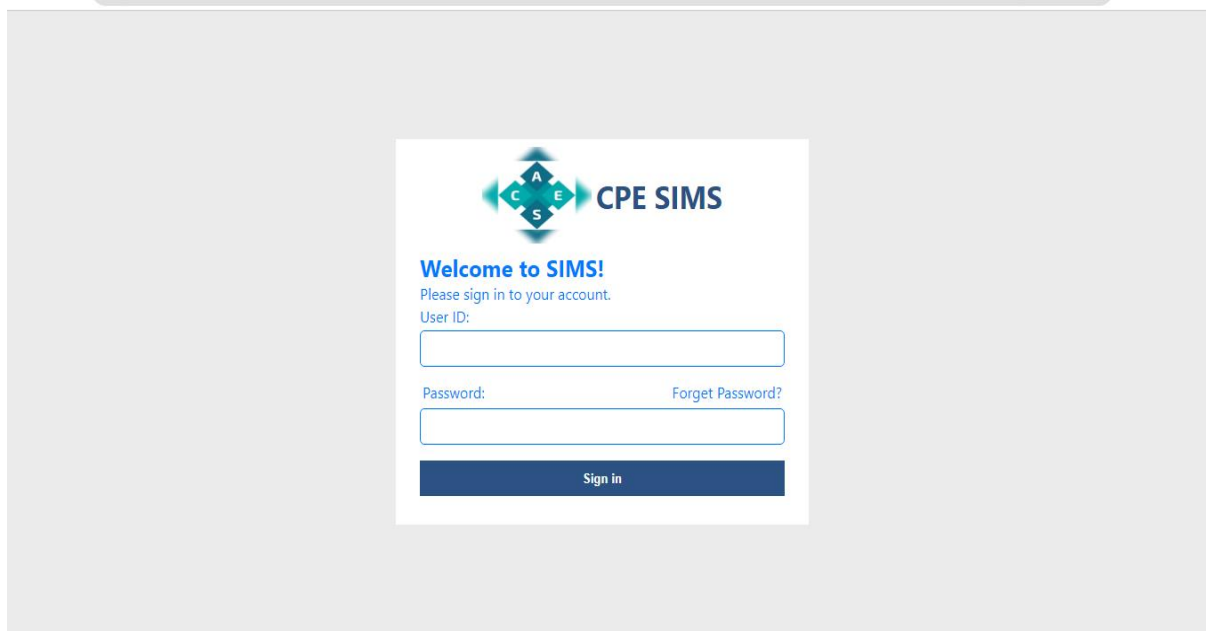 A
C E
S
CPE SIMS
Welcome to SIMS!
Please sign in to your account.
User ID:
Password: Forget Password?
Sign in